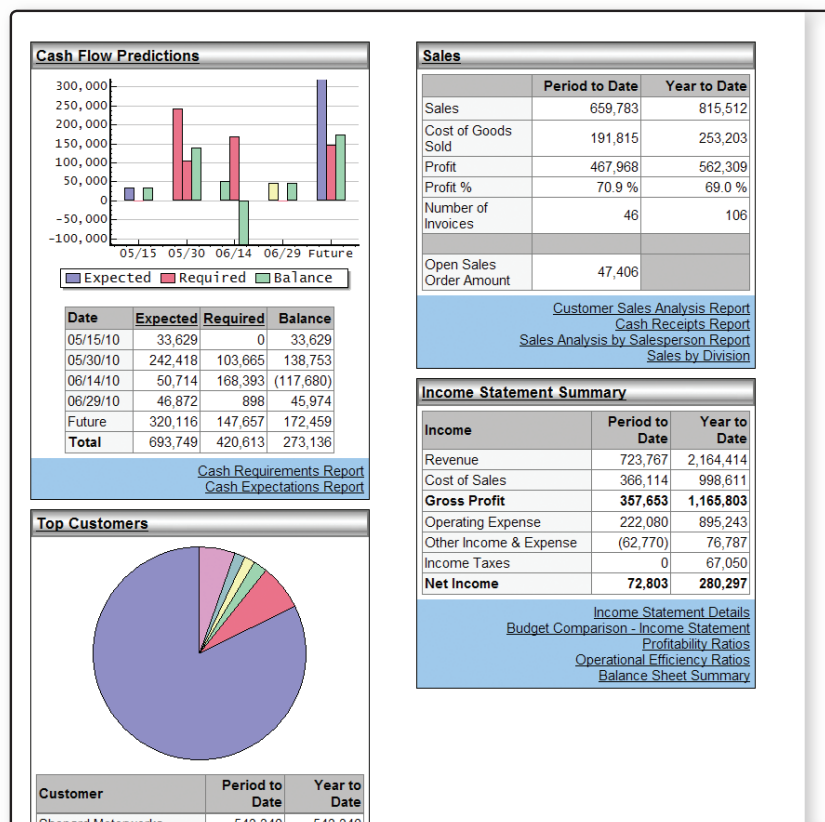 Cash Flow Predictions
300,000
250,000
200,000
150,000
100,000
50,000
0
-50,000
-100,000
05/15 05/30 06/14 06/29 Future
Expected Required Balance
Date Expected Required Balance
05/15/10 33,629 0 33,629
05/30/10 242,418 103,665 138,753
06/14/10 50,714 168,393 (117,680)
06/29/10 46,872 898 45,974
Future 320,116 147,657 172,459
Total 693,749 420,613 273,136
Cash Requirements Report
Cash Expectations Report
Top Customers
Customer Period to Date Year to Date
Sales
Period to Date Year to Date
Sales 659,783 815,512
Cost of Goods Sold 191,815 253,203
Profit 467,968 562,309
Profit % 70.9 % 69.0 %
Number of Invoices 46 106
Open Sales Order Amount 47,406
Customer Sales Analysis Report
Cash Receipts Report
Sales Analysis by Salesperson Report
Sales by Division
Income Statement Summary
Income Period to Date Year to Date
Revenue 723,767 2,164,414
Cost of Sales 366,114 998,611
Gross Profit 357,653 1,165,803
Operating Expense 222,080 895,243
Other Income & Expense (62,770) 76,787
Income Taxes 0 67,050
Net Income 72,803 280,297
Income Statement Details
Budget Comparison - Income Statement
Profitability Ratios
Operational Efficiency Ratios
Balance Sheet Summary